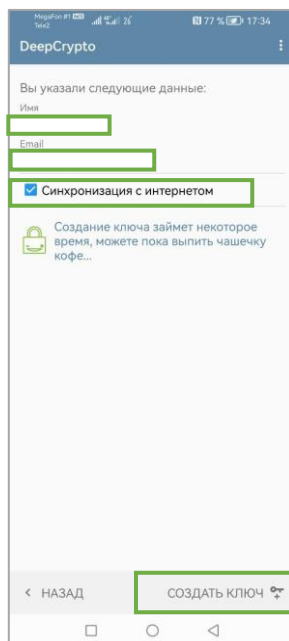 MegaFon #1 77 % 17:34
Tele2
DeepCrypto
Вы указали следующие данные:
Имя
Email
Синхронизация с интернетом
Создание ключа займет некоторое
время, можете пока выпить чашечку
кофе...
НАЗАД СОЗДАТЬ КЛЮЧ